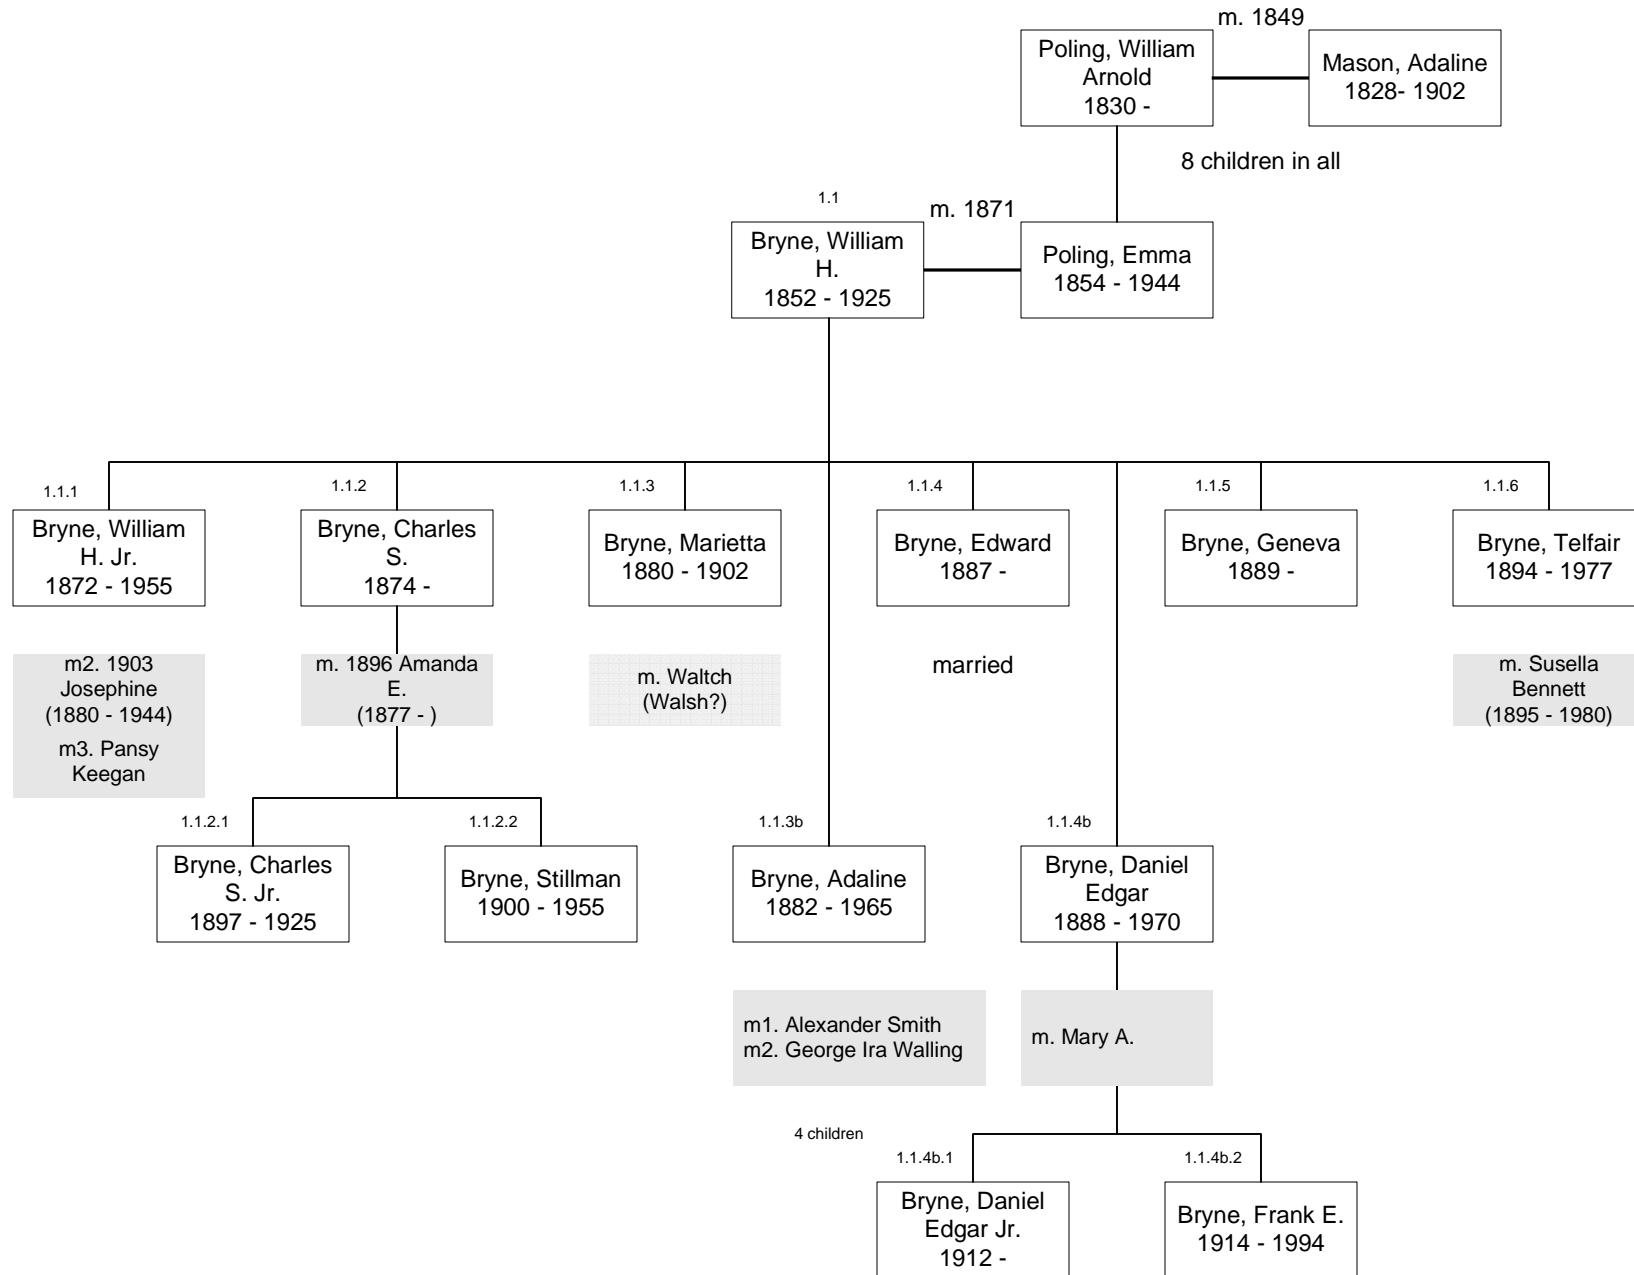 m. 1849
Poling, William
Arnold
1830 -
Mason, Adaline
1828- 1902
8 children in all
1.1
m. 1871
Bryne, William
H.
1852 - 1925
Poling, Emma
1854 - 1944
1.1.1
Bryne, William
H. Jr.
1872 - 1955
1.1.2
Bryne, Charles
S.
1874 -
1.1.3
Bryne, Marietta
1880 - 1902
1.1.4
Bryne, Edward
1887 -
1.1.5
Bryne, Geneva
1889 -
1.1.6
Bryne, Telfair
1894 - 1977
m2. 1903
Josephine
(1880 - 1944)
m3. Pansy
Keegan
m. 1896 Amanda
E.
(1877 - )
m. Waltch
(Walsh?)
married
m. Susella
Bennett
(1895 - 1980)
1.1.2.1
Bryne, Charles
S. Jr.
1897 - 1925
1.1.2.2
Bryne, Stillman
1900 - 1955
1.1.3b
Bryne, Adaline
1882 - 1965
1.1.4b
Bryne, Daniel
Edgar
1888 - 1970
m1. Alexander Smith
m2. George Ira Walling
m. Mary A.
4 children
1.1.4b.1
Bryne, Daniel
Edgar Jr.
1912 -
1.1.4b.2
Bryne, Frank E.
1914 - 1994